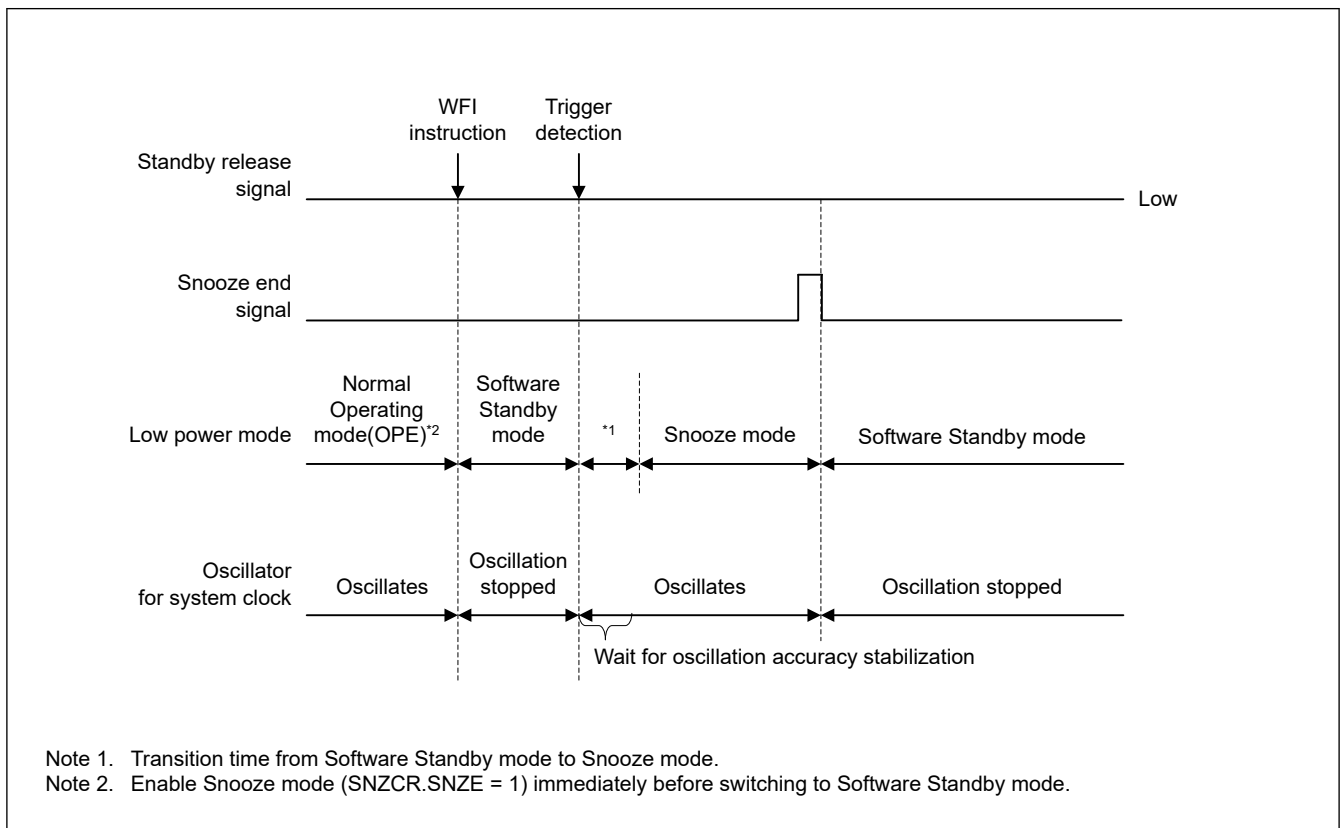 WFI
instruction
Trigger
detection
Standby release
signal
Low
Snooze end
signal
Low power mode
Normal
Operating
mode(OPE)*2
Software
Standby
mode
*1
Snooze mode
Software Standby mode
Oscillator
for system clock
Oscillates
Oscillation
stopped
Oscillates
Oscillation stopped
Wait for oscillation accuracy stabilization
Note 1. Transition time from Software Standby mode to Snooze mode.
Note 2. Enable Snooze mode (SNZCR.SNZE = 1) immediately before switching to Software Standby mode.